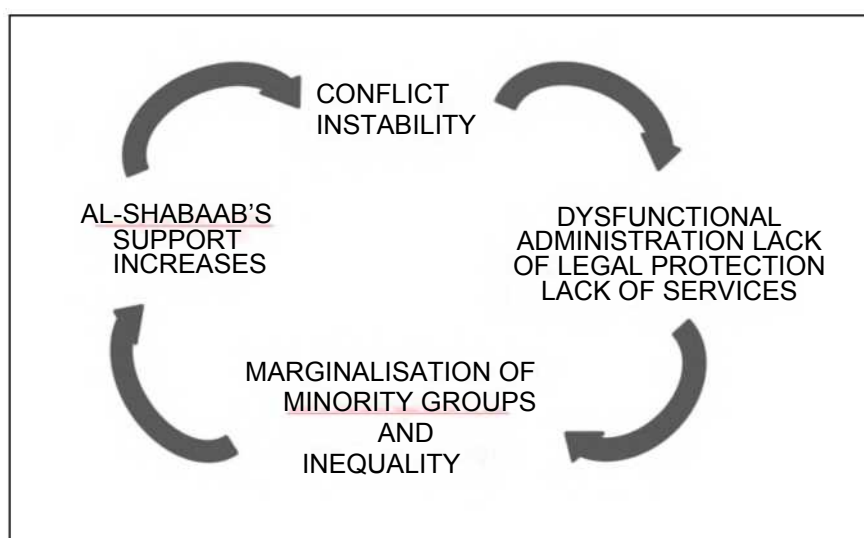 CONFLICT
INSTABILITY
DYSFUNCTIONAL
ADMINISTRATION LACK
OF LEGAL PROTECTION
LACK OF SERVICES
MARGINALISATION OF
MINORITY GROUPS
AND
INEQUALITY
AL-SHABAAB'S
SUPPORT
INCREASES